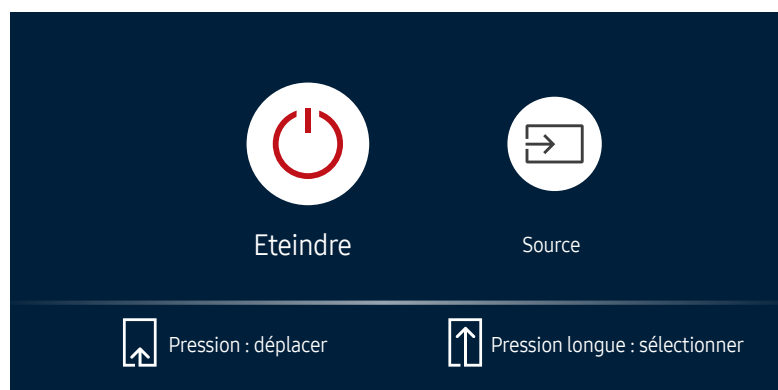 Eteindre
Source
Pression : déplacer
Pression longue : sélectionner